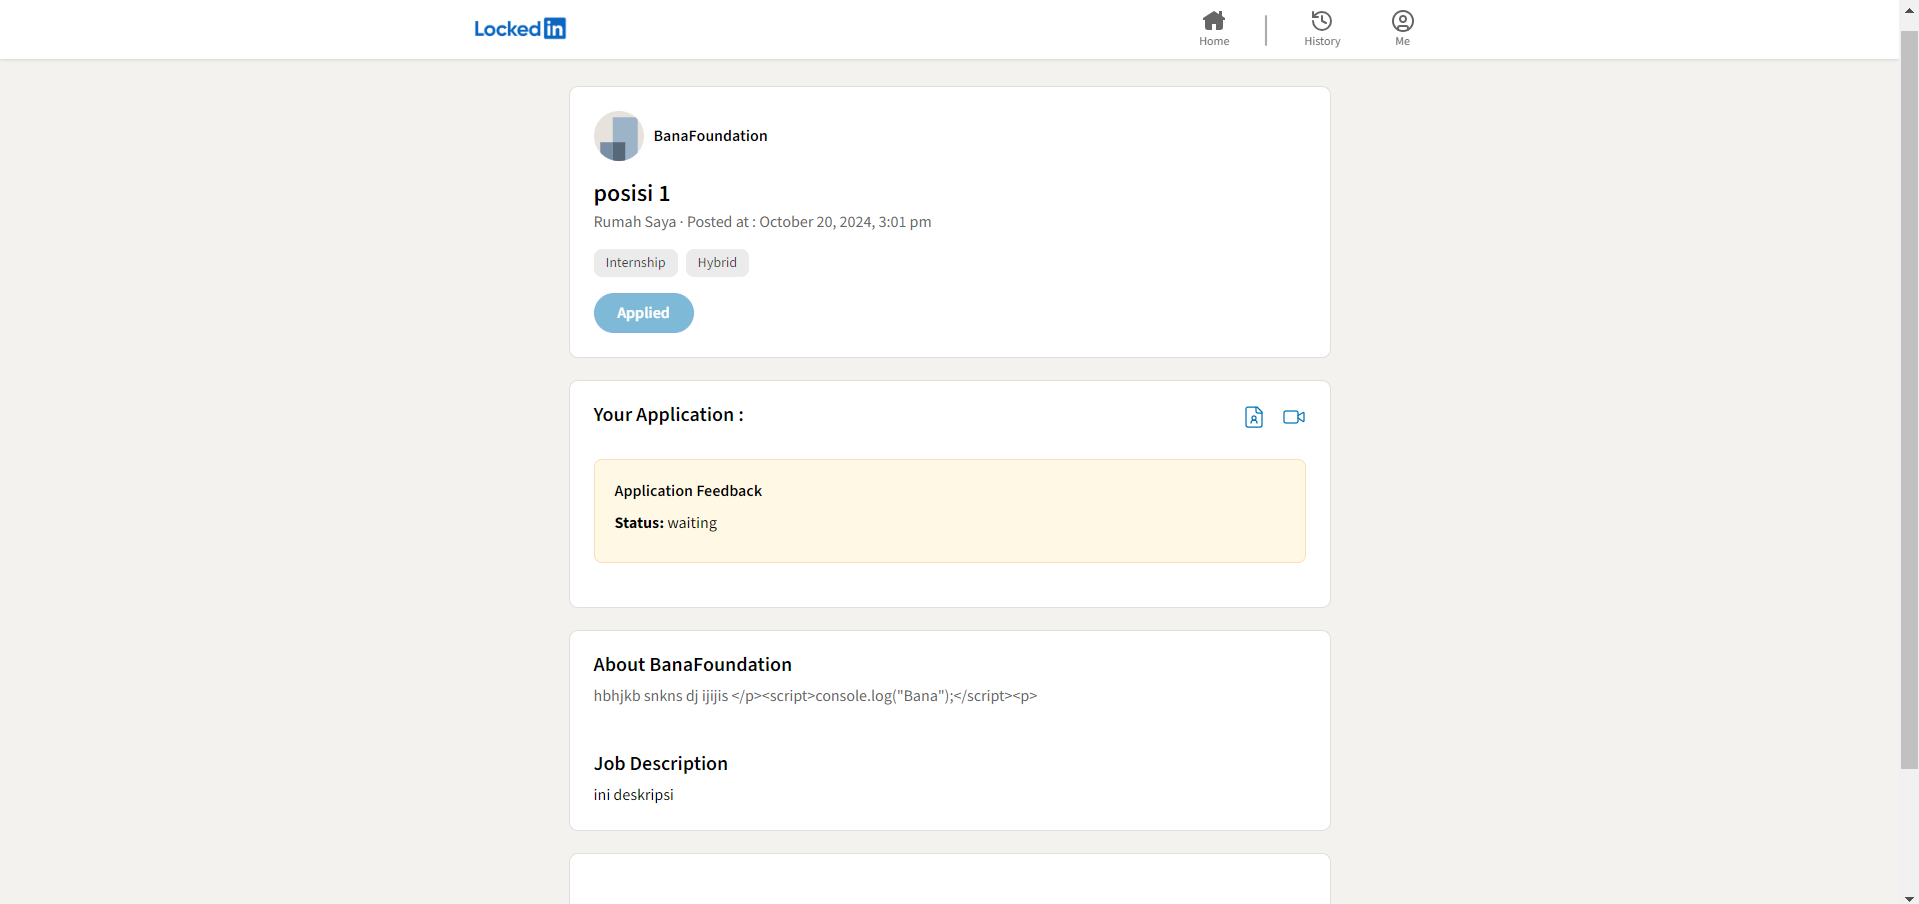 Lockedin
Home
History
Me
BanaFoundation
posisi 1
Rumah Saya · Posted at : October 20, 2024, 3:01 pm
Internship
Hybrid
Applied
Your Application :
Application Feedback
Status: waiting
About BanaFoundation
hbhjkb snkns dj ijijis </p><script>console.log("Bana");</script><p>
Job Description
ini deskripsi